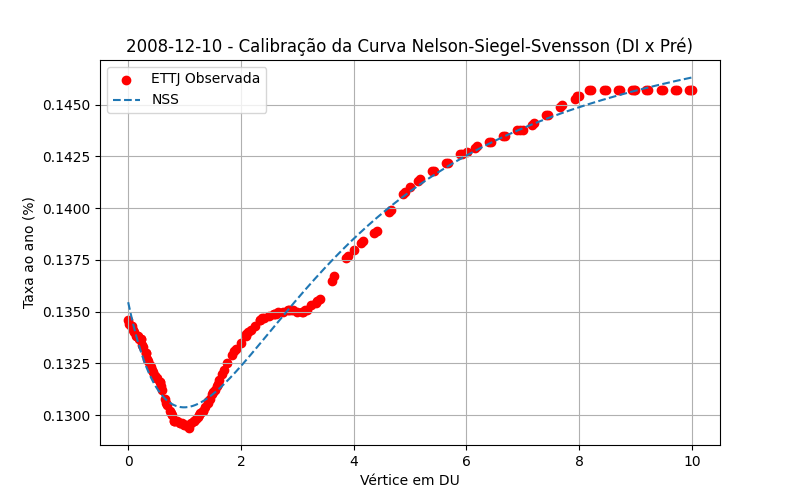 2008-12-10 - Calibração da Curva Nelson-Siegel-Svensson (DI x Pré)
ETTJ Observada
NSS
0.1450
0.1425
0.1400
0.1375
0.1350
0.1325
0.1300
Taxa ao ano (%)
0 2 4 6 8 10
Vértice em DU